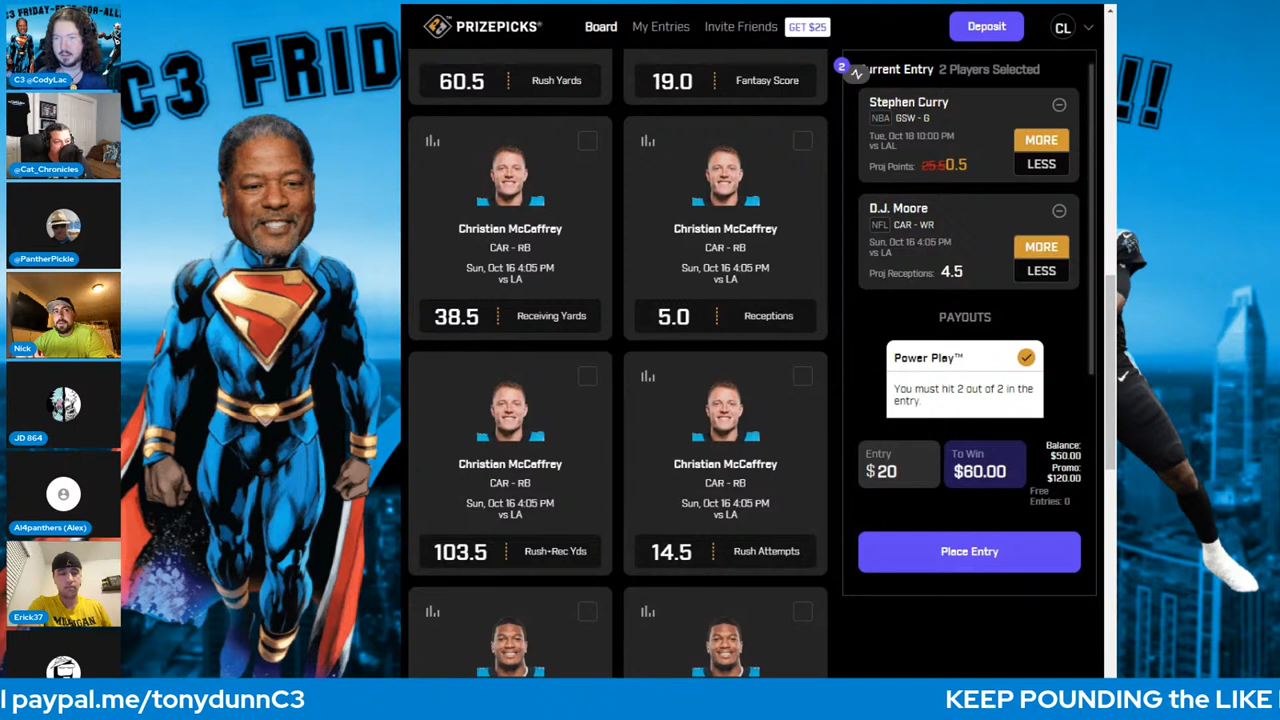 C3 FRIDAY-FREE-FOR-ALL!
C3 @CodyLac
@Cat_Chronicles
@PantherPickle
Nick
JD 864
Al4panthers (Alex)
MICHIGAN
Erick37
C3 FRID
!!
PRIZEPICKS
Board
My Entries
Invite Friends
GET $25
Deposit
CL
60.5
Rush Yards
19.0
Fantasy Score
Christian McCaffrey
CAR - RB
Sun, Oct 16 4:05 PM
vs LA
38.5
Receiving Yards
Christian McCaffrey
CAR - RB
Sun, Oct 16 4:05 PM
vs LA
5.0
Receptions
Christian McCaffrey
CAR - RB
Sun, Oct 16 4:05 PM
vs LA
103.5
Rush+Rec Yds
Christian McCaffrey
CAR - RB
Sun, Oct 16 4:05 PM
vs LA
14.5
Rush Attempts
2
urrent Entry 2 Players Selected
Stephen Curry
NBA GSW - G
Tue, Oct 18 10:00 PM
vs LAL
Proj Points: 25.5 0.5
MORE
LESS
D.J. Moore
NFL CAR - WR
Sun, Oct 16 4:05 PM
vs LA
Proj Receptions: 4.5
MORE
LESS
PAYOUTS
Power Play™
You must hit 2 out of 2 in the
entry.
Entry
$20
To Win
$60.00
Balance:
$50.00
Promo:
$120.00
Free
Entries: 0
Place Entry
l paypal.me/tonydunnC3
KEEP POUNDING the LIKE